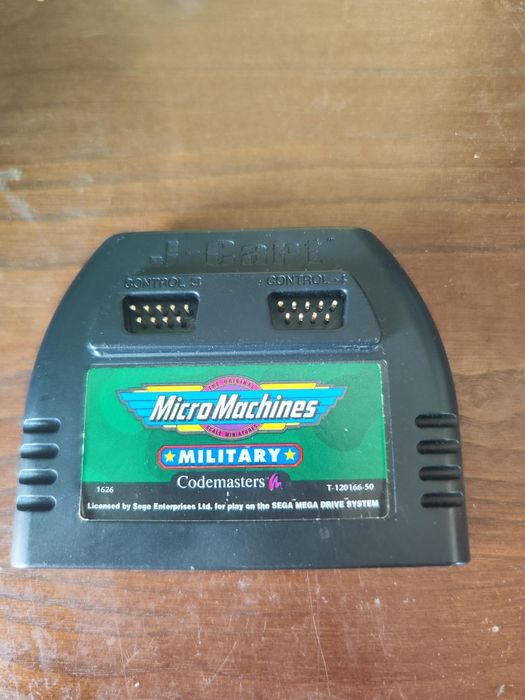 J-Cart™
CONTROL 3
CONTROL 4
THE ORIGINAL
MicroMachines
SCALE MINIATURES
MILITARY
Codemasters
1626
T-120166-50
Licensed by Sega Enterprises Ltd. for play on the SEGA MEGA DRIVE SYSTEM